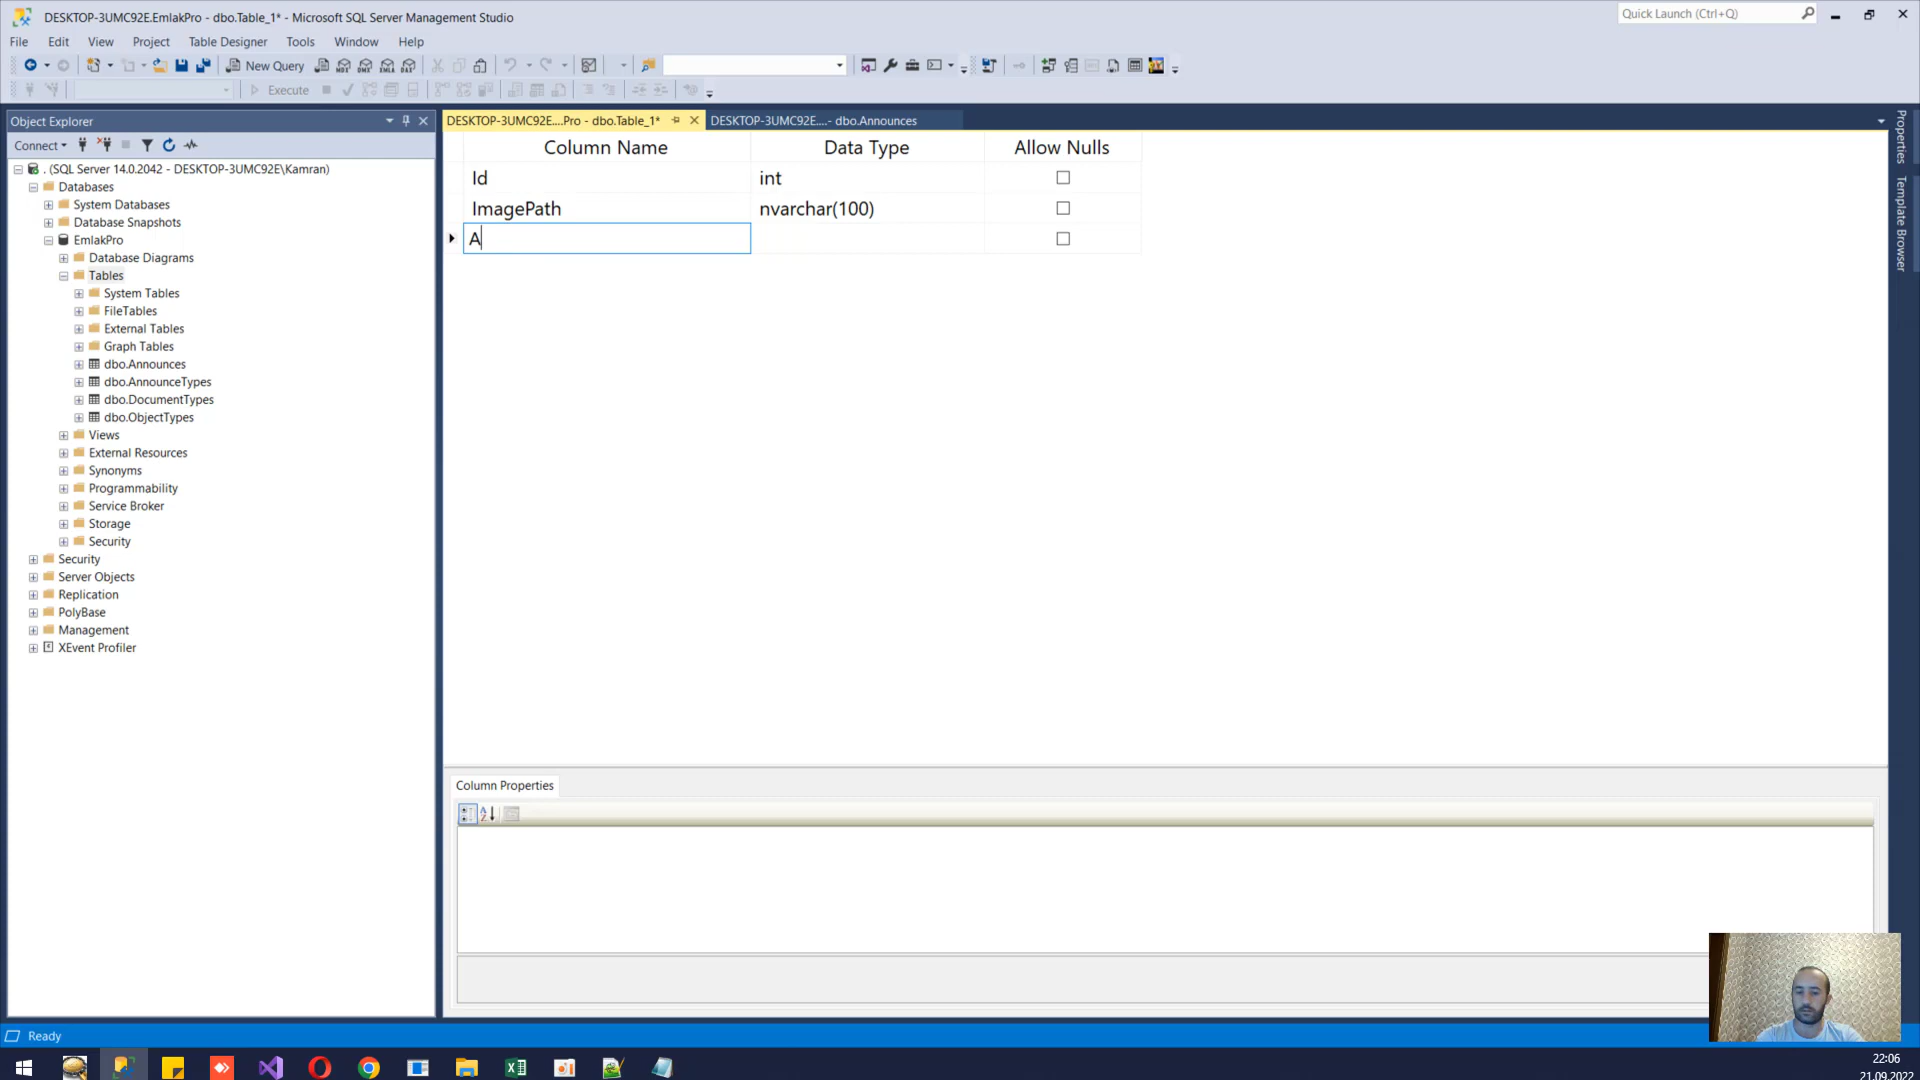 DESKTOP-3UMC92E.EmlakPro - dbo.Table_1* - Microsoft SQL Server Management Studio
Quick Launch (Ctrl+Q)
File Edit View Project Table Designer Tools Window Help
New Query
Execute
Object Explorer
DESKTOP-3UMC92E....Pro - dbo.Table_1*
DESKTOP-3UMC92E....- dbo.Announces
Connect
Column Name Data Type Allow Nulls
Id int
ImagePath nvarchar(100)
A
. (SQL Server 14.0.2042 - DESKTOP-3UMC92E\Kamran)
Databases
System Databases
Database Snapshots
EmlakPro
Database Diagrams
Tables
System Tables
FileTables
External Tables
Graph Tables
dbo.Announces
dbo.AnnounceTypes
dbo.DocumentTypes
dbo.ObjectTypes
Views
External Resources
Synonyms
Programmability
Service Broker
Storage
Security
Security
Server Objects
Replication
PolyBase
Management
XEvent Profiler
Properties
Template Browser
Column Properties
Ready
22:06
21.09.2022